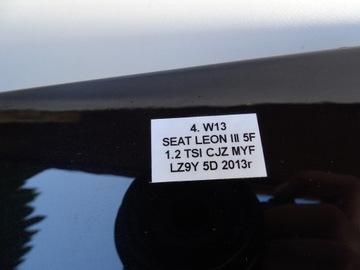 4. W13
SEAT LEON III 5F
1.2 TSI CJZ MYF
LZ9Y 5D 2013r